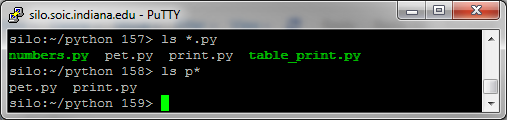 silo.soic.indiana.edu - PuTTY
silo:~/python 157> ls *.py
numbers.py  pet.py  print.py  table_print.py
silo:~/python 158> ls p*
pet.py  print.py
silo:~/python 159>